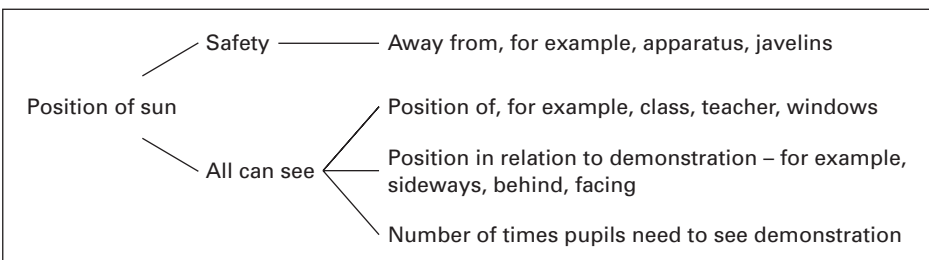 Safety
Away from, for example, apparatus, javelins
Position of sun
Position of, for example, class, teacher, windows
All can see
Position in relation to demonstration – for example,
sideways, behind, facing
Number of times pupils need to see demonstration